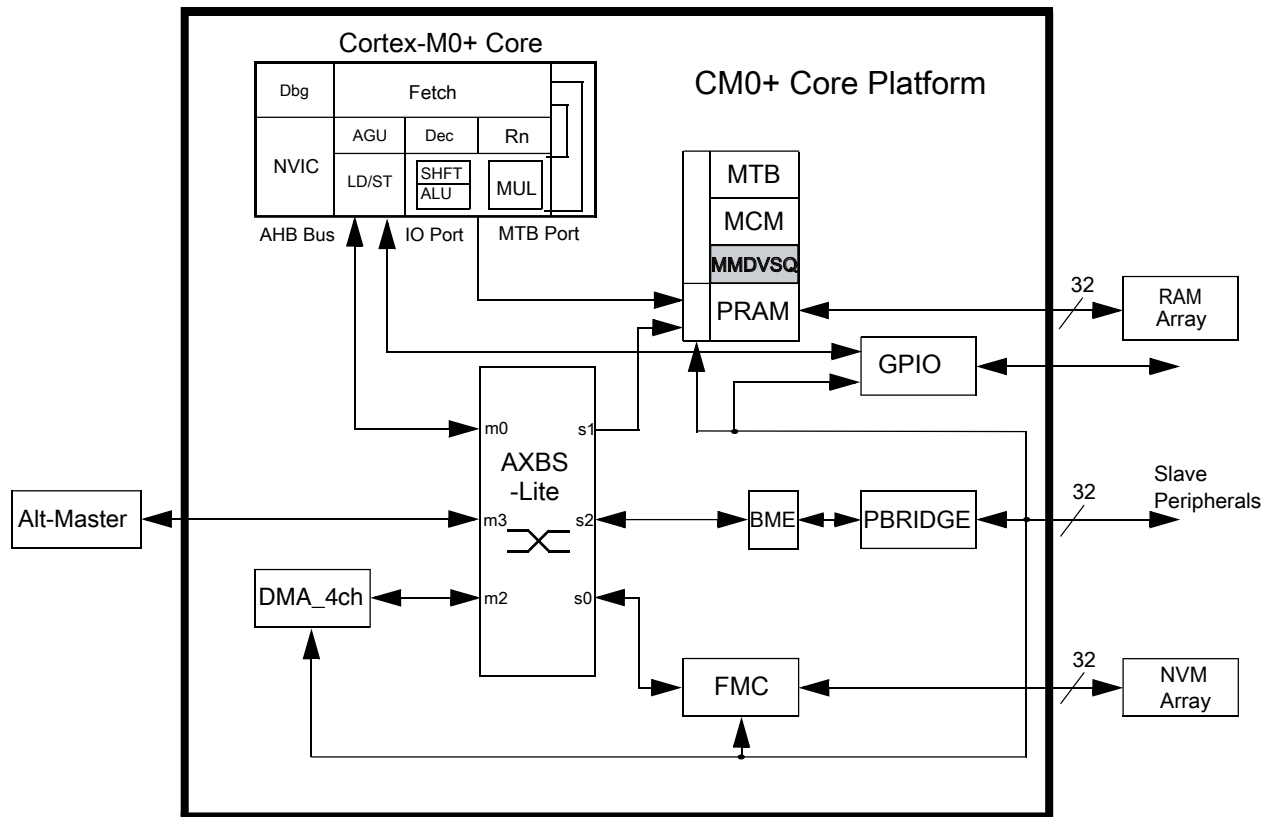 Cortex-M0+ Core
CM0+ Core Platform
Dbg
Fetch
NVIC
AGU
Dec
Rn
LD/ST
SHFT
ALU
MUL
AHB Bus
IO Port
MTB Port
MTB
MCM
MMDVSQ
PRAM
32
RAM
Array
GPIO
m0
s1
AXBS
-Lite
Alt-Master
m3
s2
BME
PBRIDGE
32
Slave
Peripherals
DMA_4ch
m2
s0
FMC
32
NVM
Array